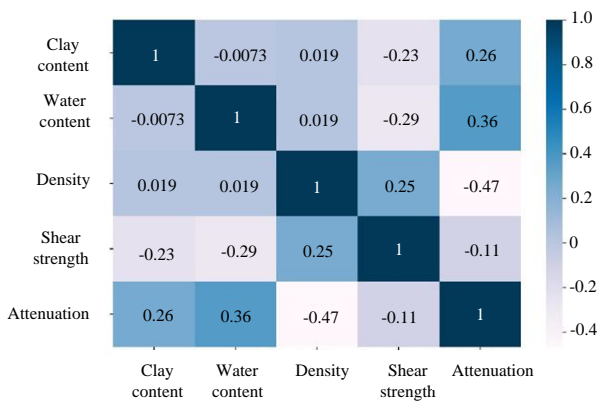 Clay
content
1 -0.0073 0.019 -0.23 0.26
Water
content
-0.0073 1 0.019 -0.29 0.36
Density
0.019 0.019 1 0.25 -0.47
Shear
strength
-0.23 -0.29 0.25 1 -0.11
Attenuation
0.26 0.36 -0.47 -0.11 1
Clay
content
Water
content
Density
Shear
strength
Attenuation
1.0
0.8
0.6
0.4
0.2
0
-0.2
-0.4